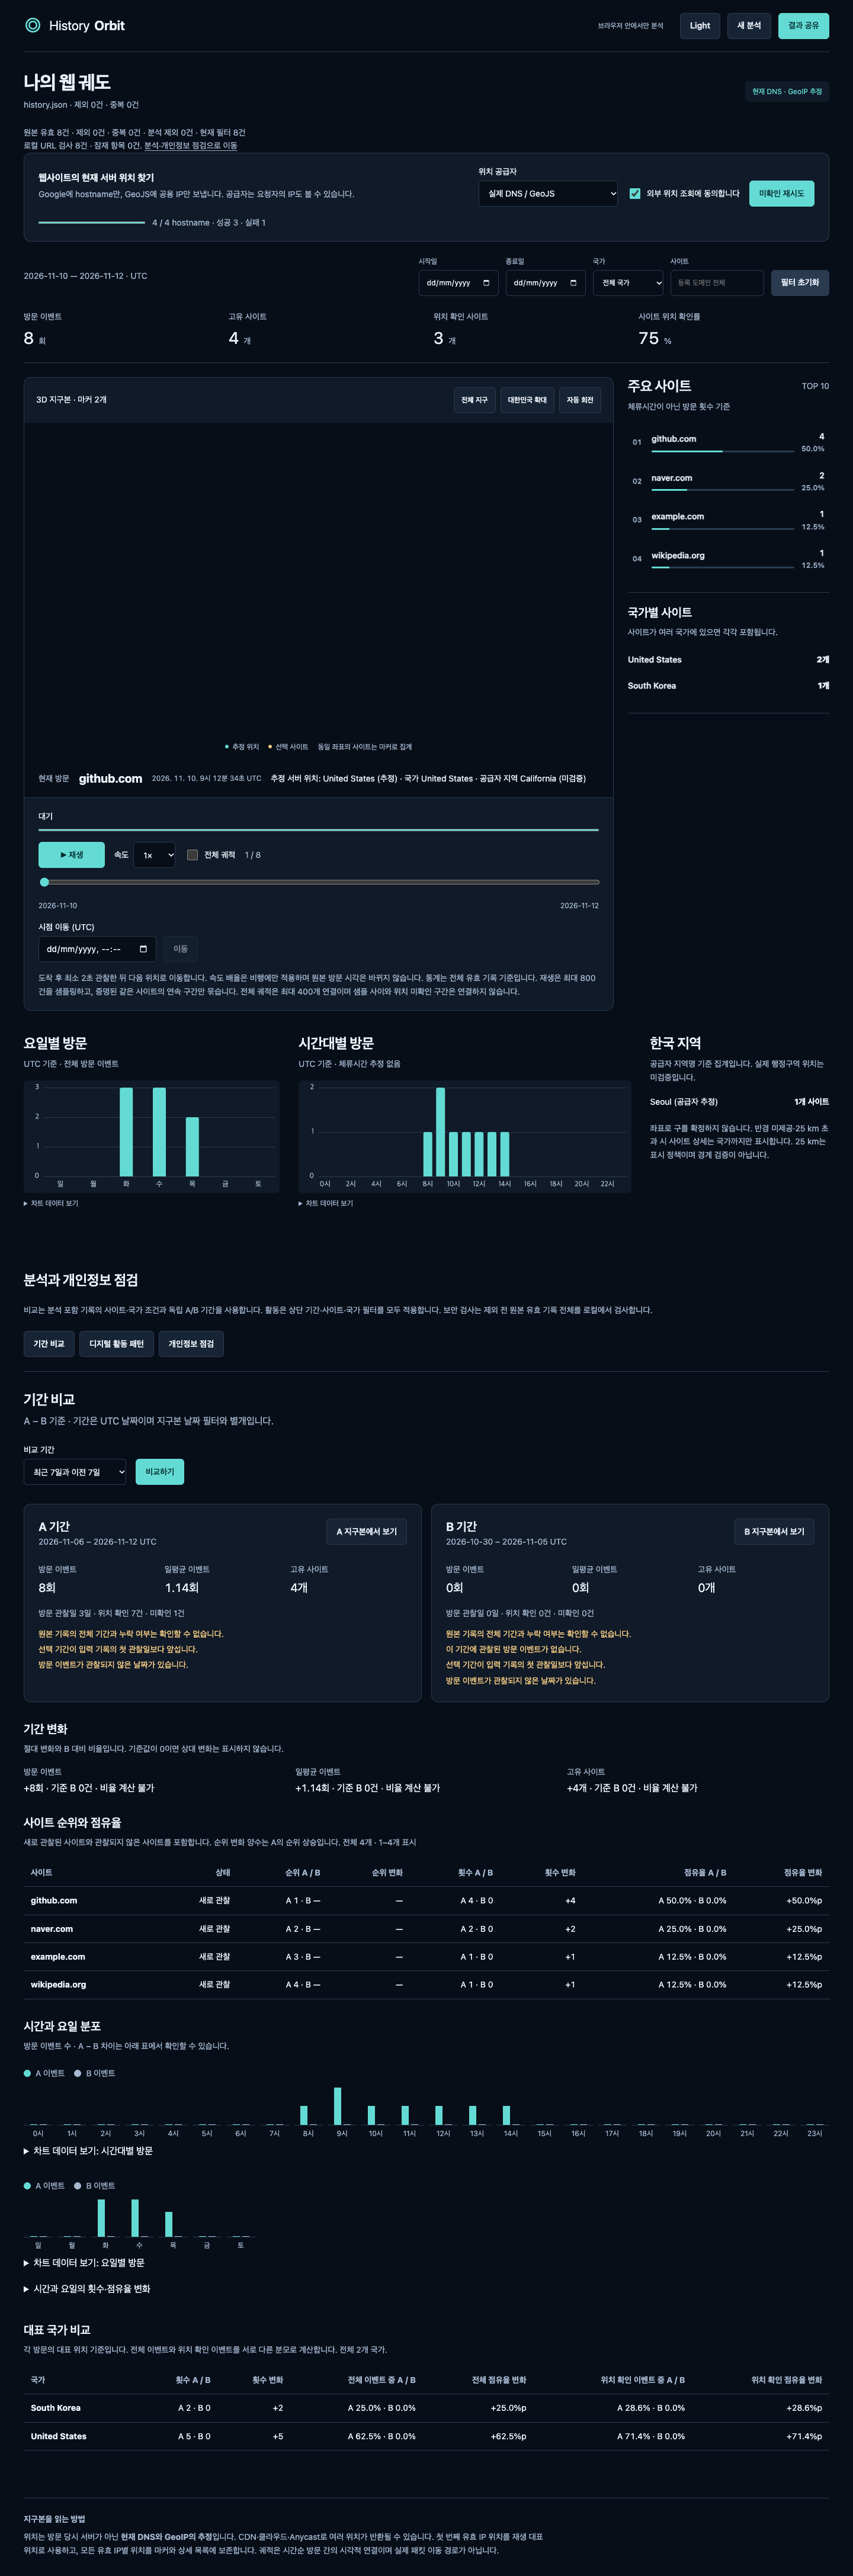 History Orbit
브라우저 안에서만 분석
Light
새 분석
결과 공유
나의 웹 궤도
history.json · 제외 0건 · 중복 0건
현재 DNS · GeoIP 추정
원본 유효 8건 · 제외 0건 · 중복 0건 · 분석 제외 0건 · 현재 필터 8건
로컬 URL 검사 8건 · 잠재 항목 0건. 분석·개인정보 점검으로 이동
웹사이트의 현재 서버 위치 찾기
Google에 hostname만, GeoJS에 공용 IP만 보냅니다. 공급자는 요청자의 IP도 볼 수 있습니다.
위치 공급자
실제 DNS / GeoJS
외부 위치 조회에 동의합니다
미확인 재시도
4 / 4 hostname · 성공 3 · 실패 1
2026-11-10 — 2026-11-12 · UTC
시작일
dd/mm/yyyy
종료일
dd/mm/yyyy
국가
전체 국가
사이트
등록 도메인 전체
필터 초기화
방문 이벤트
8 회
고유 사이트
4 개
위치 확인 사이트
3 개
사이트 위치 확인률
75 %
3D 지구본 · 마커 2개
전체 지구
대한민국 확대
자동 회전
추정 위치
선택 사이트
동일 좌표의 사이트는 마커로 집계
현재 방문 github.com 2026. 11. 10. 9시 12분 34초 UTC 추정 서버 위치: United States (추정) · 국가 United States · 공급자 지역 California (미검증)
대기
▶ 재생
속도
1×
전체 궤적
1 / 8
2026-11-10
2026-11-12
시점 이동 (UTC)
dd/mm/yyyy, --:--
이동
도착 후 최소 2초 관찰한 뒤 다음 위치로 이동합니다. 속도 배율은 비행에만 적용하며 원본 방문 시각은 바뀌지 않습니다. 통계는 전체 유효 기록 기준입니다. 재생은 최대 800
건을 샘플링하고, 증명된 같은 사이트의 연속 구간만 묶습니다. 전체 궤적은 최대 400개 연결이며 샘플 사이와 위치 미확인 구간은 연결하지 않습니다.
주요 사이트
TOP 10
체류시간이 아닌 방문 횟수 기준
01 github.com 4
50.0%
02 naver.com 2
25.0%
03 example.com 1
12.5%
04 wikipedia.org 1
12.5%
국가별 사이트
사이트가 여러 국가에 있으면 각각 포함됩니다.
United States 2개
South Korea 1개
요일별 방문
UTC 기준 · 전체 방문 이벤트
3
2
1
0
일 월 화 수 목 금 토
▶ 차트 데이터 보기
시간대별 방문
UTC 기준 · 체류시간 추정 없음
2
1
0
0시 2시 4시 6시 8시 10시 12시 14시 16시 18시 20시 22시
▶ 차트 데이터 보기
한국 지역
공급자 지역명 기준 집계입니다. 실제 행정구역 위치는
미검증입니다.
Seoul (공급자 추정) 1개 사이트
좌표로 구를 확정하지 않습니다. 반경 미제공·25 km 초
과 시 사이트 상세는 국가까지만 표시합니다. 25 km는
표시 정책이며 경계 검증이 아닙니다.
분석과 개인정보 점검
비교는 분석 포함 기록의 사이트·국가 조건과 독립 A/B 기간을 사용합니다. 활동은 상단 기간·사이트·국가 필터를 모두 적용합니다. 보안 검사는 제외 전 원본 유효 기록 전체를 로컬에서 검사합니다.
기간 비교
디지털 활동 패턴
개인정보 점검
기간 비교
A − B 기준 · 기간은 UTC 날짜이며 지구본 날짜 필터와 별개입니다.
비교 기간
최근 7일과 이전 7일
비교하기
A 기간
2026-11-06 – 2026-11-12 UTC
A 지구본에서 보기
방문 이벤트 일평균 이벤트 고유 사이트
8회 1.14회 4개
방문 관찰일 3일 · 위치 확인 7건 · 미확인 1건
원본 기록의 전체 기간과 누락 여부는 확인할 수 없습니다.
선택 기간이 입력 기록의 첫 관찰일보다 앞섭니다.
방문 이벤트가 관찰되지 않은 날짜가 있습니다.
B 기간
2026-10-30 – 2026-11-05 UTC
B 지구본에서 보기
방문 이벤트 일평균 이벤트 고유 사이트
0회 0회 0개
방문 관찰일 0일 · 위치 확인 0건 · 미확인 0건
원본 기록의 전체 기간과 누락 여부는 확인할 수 없습니다.
이 기간에 관찰된 방문 이벤트가 없습니다.
선택 기간이 입력 기록의 첫 관찰일보다 앞섭니다.
방문 이벤트가 관찰되지 않은 날짜가 있습니다.
기간 변화
절대 변화와 B 대비 비율입니다. 기준값이 0이면 상대 변화는 표시하지 않습니다.
방문 이벤트 일평균 이벤트 고유 사이트
+8회 · 기준 B 0건 · 비율 계산 불가 +1.14회 · 기준 B 0건 · 비율 계산 불가 +4개 · 기준 B 0건 · 비율 계산 불가
사이트 순위와 점유율
새로 관찰된 사이트와 관찰되지 않은 사이트를 포함합니다. 순위 변화 양수는 A의 순위 상승입니다. 전체 4개 · 1–4개 표시
사이트 상태 순위 A / B 순위 변화 횟수 A / B 횟수 변화 점유율 A / B 점유율 변화
github.com 새로 관찰 A 1 · B — — A 4 · B 0 +4 A 50.0% · B 0.0% +50.0%p
naver.com 새로 관찰 A 2 · B — — A 2 · B 0 +2 A 25.0% · B 0.0% +25.0%p
example.com 새로 관찰 A 3 · B — — A 1 · B 0 +1 A 12.5% · B 0.0% +12.5%p
wikipedia.org 새로 관찰 A 4 · B — — A 1 · B 0 +1 A 12.5% · B 0.0% +12.5%p
시간과 요일 분포
방문 이벤트 수 · A − B 차이는 아래 표에서 확인할 수 있습니다.
A 이벤트 B 이벤트
0시 1시 2시 3시 4시 5시 6시 7시 8시 9시 10시 11시 12시 13시 14시 15시 16시 17시 18시 19시 20시 21시 22시 23시
▶ 차트 데이터 보기: 시간대별 방문
A 이벤트 B 이벤트
일 월 화 수 목 금 토
▶ 차트 데이터 보기: 요일별 방문
▶ 시간과 요일의 횟수·점유율 변화
대표 국가 비교
각 방문의 대표 위치 기준입니다. 전체 이벤트와 위치 확인 이벤트를 서로 다른 분모로 계산합니다. 전체 2개 국가.
국가 횟수 A / B 횟수 변화 전체 이벤트 중 A / B 전체 점유율 변화 위치 확인 이벤트 중 A / B 위치 확인 점유율 변화
South Korea A 2 · B 0 +2 A 25.0% · B 0.0% +25.0%p A 28.6% · B 0.0% +28.6%p
United States A 5 · B 0 +5 A 62.5% · B 0.0% +62.5%p A 71.4% · B 0.0% +71.4%p
지구본을 읽는 방법
위치는 방문 당시 서버가 아닌 현재 DNS와 GeoIP의 추정입니다. CDN·클라우드·Anycast로 여러 위치가 반환될 수 있습니다. 첫 번째 유효 IP 위치를 재생 대표
위치로 사용하고, 모든 유효 IP별 위치를 마커와 상세 목록에 보존합니다. 궤적은 시간순 방문 간의 시각적 연결이며 실제 패킷 이동 경로가 아닙니다.